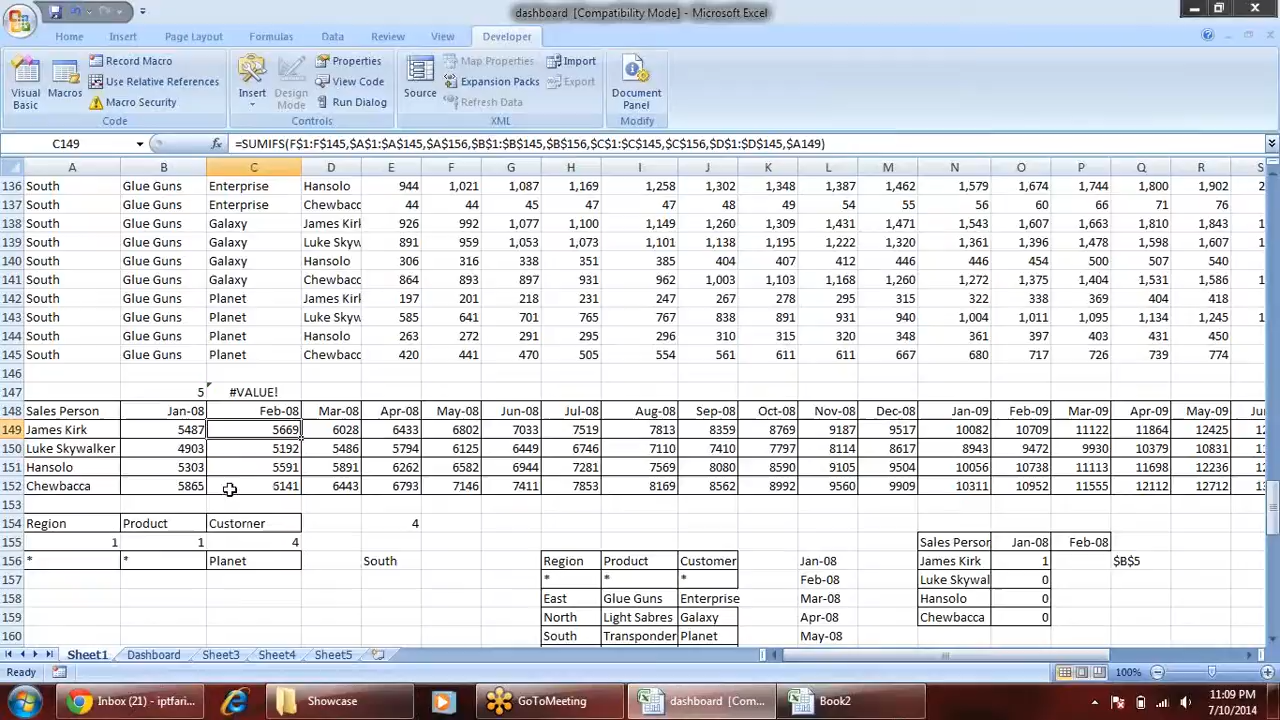 dashboard [Compatibility Mode] - Microsoft Excel
Home Insert Page Layout Formulas Data Review View Developer
Visual Basic Macros Record Macro Use Relative References Macro Security Code
Insert Design Mode Properties View Code Run Dialog Controls
Source Map Properties Expansion Packs Refresh Data Import Export XML
Document Panel Modify
C149 fx =SUMIFS(F$1:F$145,$A$1:$A$145,$A$156,$B$1:$B$145,$B$156,$C$1:$C$145,$C$156,$D$1:$D$145,$A149)
A B C D E F G H I J K L M N O P Q R S
136 South Glue Guns Enterprise Hansolo 944 1,021 1,087 1,169 1,258 1,302 1,348 1,387 1,462 1,579 1,674 1,744 1,800 1,902 2
137 South Glue Guns Enterprise Chewbacc 44 44 45 47 47 48 49 54 55 56 60 66 71 76
138 South Glue Guns Galaxy James Kirk 926 992 1,077 1,100 1,149 1,260 1,309 1,431 1,471 1,543 1,607 1,713 1,810 1,843 1
139 South Glue Guns Galaxy Luke Skyw 891 959 1,053 1,073 1,101 1,138 1,195 1,222 1,320 1,361 1,396 1,478 1,598 1,607 1
140 South Glue Guns Galaxy Hansolo 306 316 338 351 385 404 407 412 446 446 454 500 507 540
141 South Glue Guns Galaxy Chewbacc 864 893 897 931 962 1,003 1,103 1,168 1,260 1,272 1,375 1,404 1,531 1,586 1
142 South Glue Guns Planet James Kirk 197 201 218 231 247 267 278 295 315 322 338 369 404 418
143 South Glue Guns Planet Luke Skyw 585 641 701 765 767 838 891 931 940 1,004 1,011 1,095 1,134 1,245 1
144 South Glue Guns Planet Hansolo 263 272 291 295 296 310 315 320 348 361 397 403 431 450
145 South Glue Guns Planet Chewbacc 420 441 470 505 554 561 611 611 667 680 717 726 739 774
146
147 5 #VALUE!
148 Sales Person Jan-08 Feb-08 Mar-08 Apr-08 May-08 Jun-08 Jul-08 Aug-08 Sep-08 Oct-08 Nov-08 Dec-08 Jan-09 Feb-09 Mar-09 Apr-09 May-09 Ju
149 James Kirk 5487 5669 6028 6433 6802 7033 7519 7813 8359 8769 9187 9517 10082 10709 11122 11864 12425
150 Luke Skywalker 4903 5192 5486 5794 6125 6449 6746 7110 7410 7797 8114 8617 8943 9472 9930 10379 10831
151 Hansolo 5303 5591 5891 6262 6582 6944 7281 7569 8080 8590 9105 9504 10056 10738 11113 11698 12236
152 Chewbacca 5865 6141 6443 6793 7146 7411 7853 8169 8562 8992 9560 9909 10311 10952 11555 12112 12712
153
154 Region Product Customer 4
155 1 1 4 Sales Person Jan-08 Feb-08
156 * * Planet South Region Product Customer Jan-08 James Kirk 1 $B$5
157 * * * Feb-08 Luke Skywal 0
158 East Glue Guns Enterprise Mar-08 Hansolo 0
159 North Light Sabres Galaxy Apr-08 Chewbacca 0
160 South Transponder Planet May-08
Sheet1 Dashboard Sheet3 Sheet4 Sheet5
Ready 100%
Inbox (21) - iptfari... Showcase GoToMeeting dashboard [Com... Book2 11:09 PM
7/10/2014